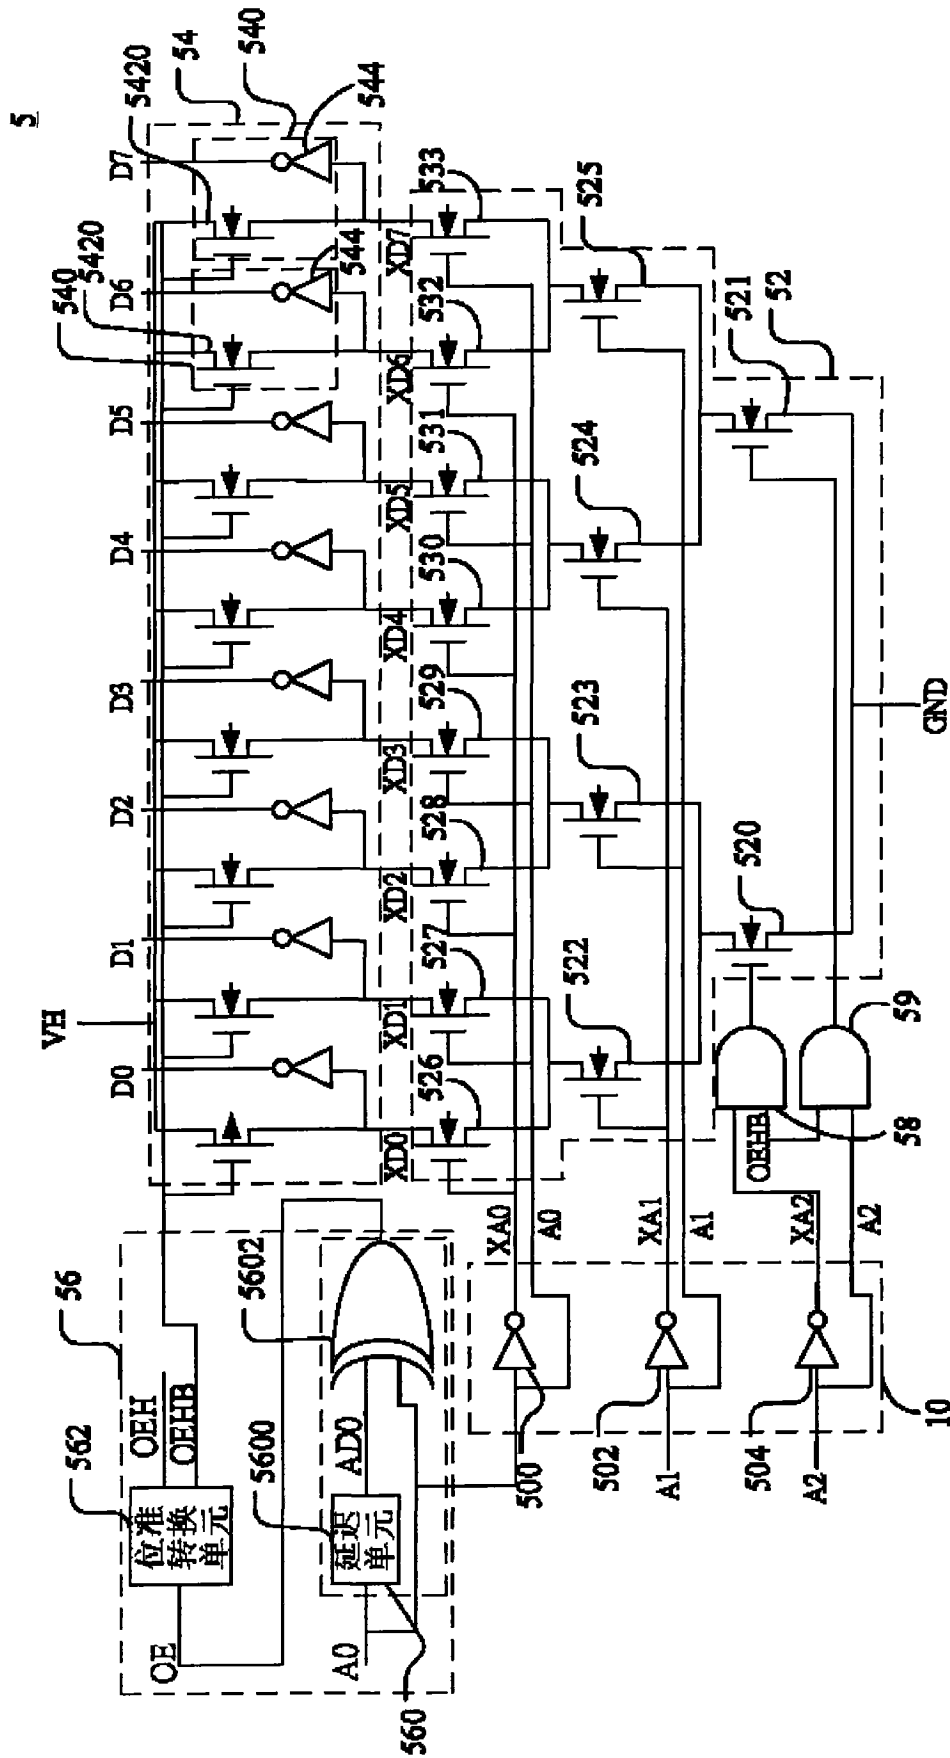 5
VH
D0
D1
D2
D3
D4
D5
D6
D7
540
5420
5420
54
540
544
544
56
562
位准
转换
单元
OEH
OEHB
OE
5602
5600
AD0
延迟
单元
A0
560
XD0
XD1
XD2
XD3
XD4
XD5
XD6
XD7
526
527
528
529
530
531
532
533
XA0
A0
500
522
523
524
525
XA1
A1
502
A1
520
521
52
OEHB
58
59
XA2
A2
504
A2
10
GND